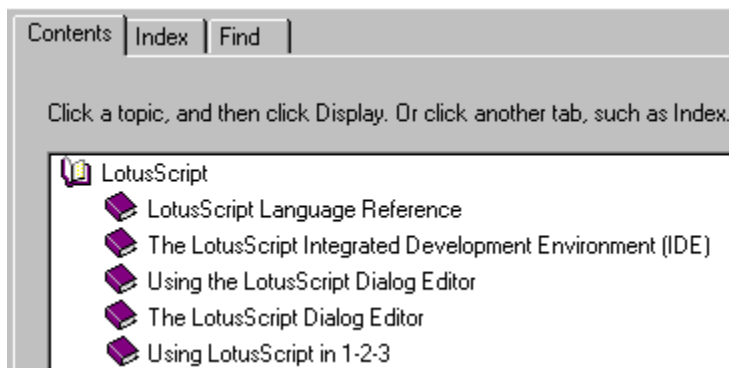 Contents Index Find
Click a topic, and then click Display. Or click another tab, such as Index.
LotusScript
LotusScript Language Reference
The LotusScript Integrated Development Environment (IDE)
Using the LotusScript Dialog Editor
The LotusScript Dialog Editor
Using LotusScript in 1-2-3